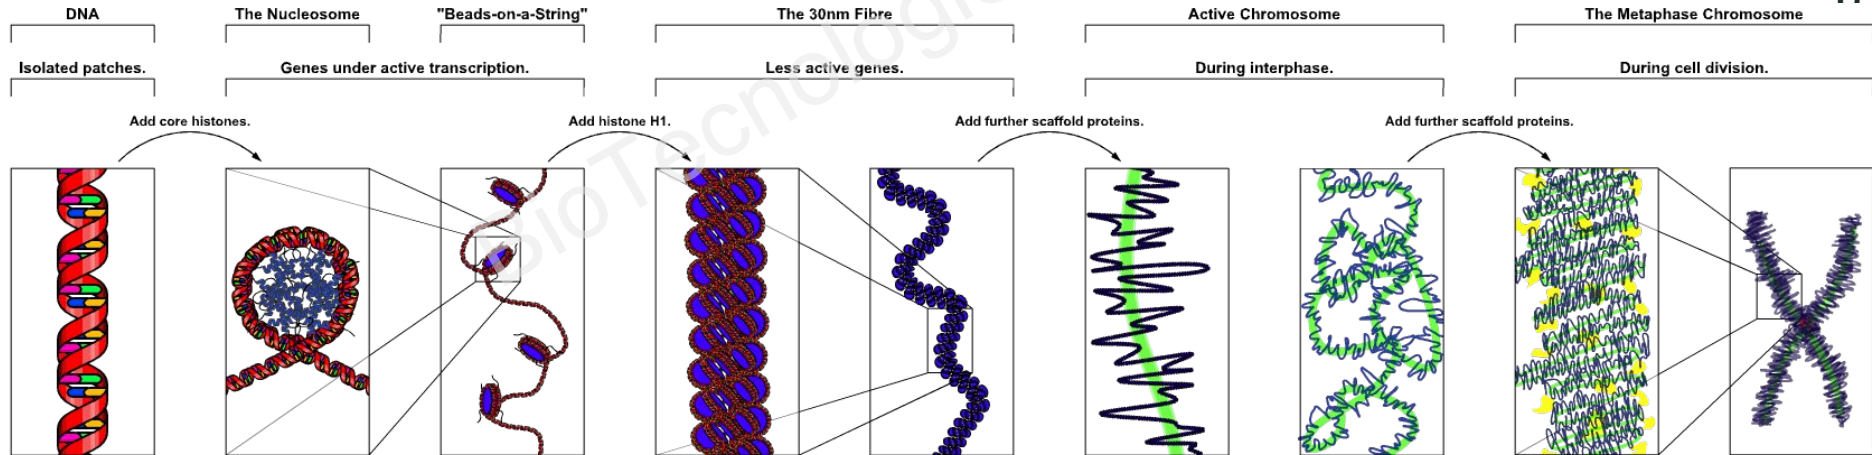 DNA
The Nucleosome
"Beads-on-a-String"
The 30nm Fibre
Active Chromosome
The Metaphase Chromosome
Isolated patches.
Genes under active transcription.
Less active genes.
During interphase.
During cell division.
Add core histones.
Add histone H1.
Add further scaffold proteins.
Add further scaffold proteins.